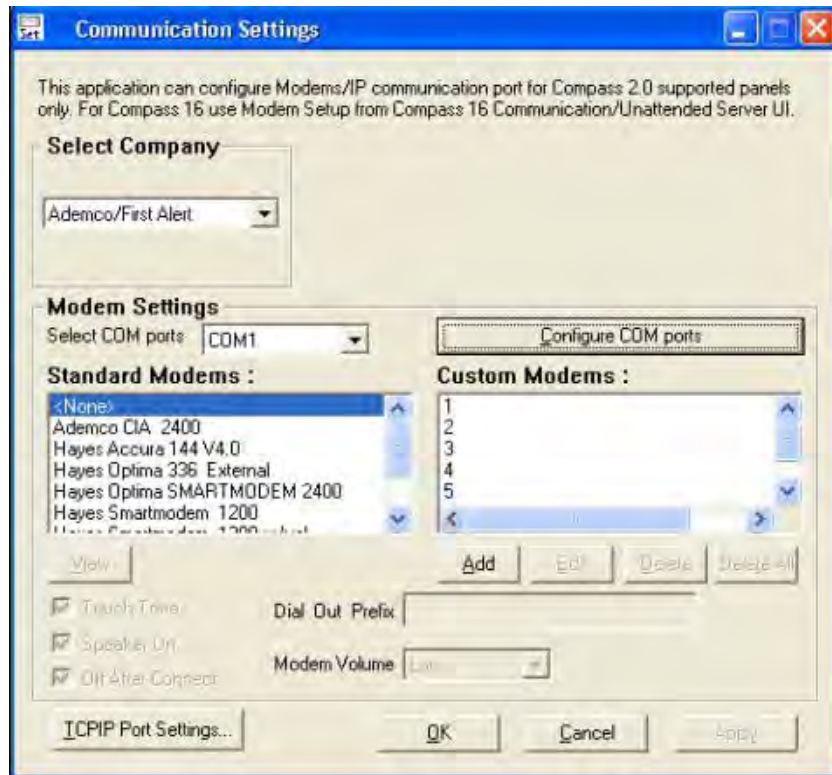 Set Communication Settings
This application can configure Modems/IP communication port for Compass 2.0 supported panels
only. For Compass 16 use Modem Setup from Compass 16 Communication/Unattended Server UI.
Select Company
Ademco/First Alert
Modem Settings
Select COM ports COM1 Configure COM ports
Standard Modems : Custom Modems :
<None> 1
Ademco CIA 2400 2
Hayes Accura 144 V4.0 3
Hayes Optima 336 External 4
Hayes Optima SMARTMODEM 2400 5
Hayes Smartmodem 1200
View Add Edit Delete Delete All
Touch Tone Dial Out Prefix
Speaker On
Off After Connect Modem Volume Low
TCPIP Port Settings... OK Cancel Apply